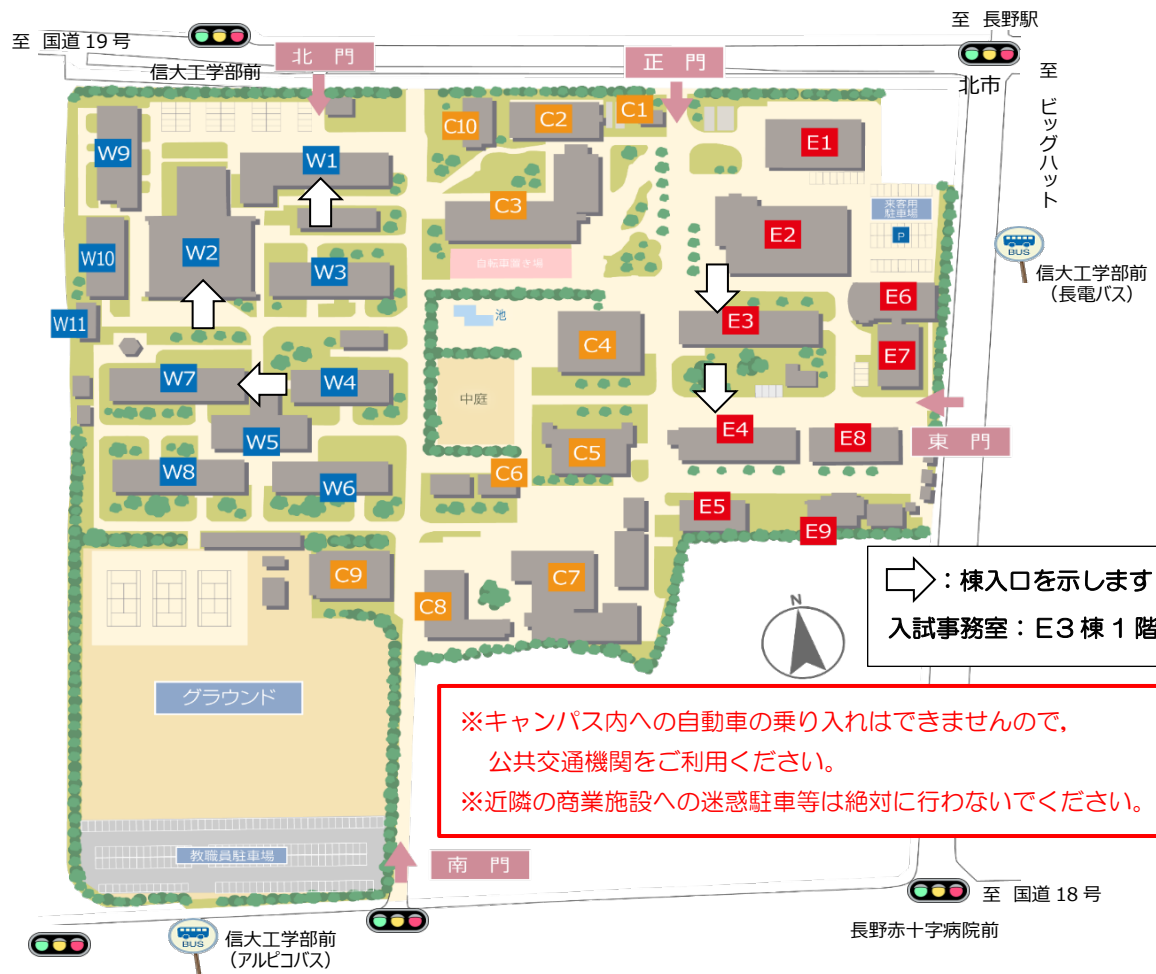 至 国道 19 号
北 門
信大工学部前
正 門
至 長野駅
北市
至 ビッグハット
W9
W1
C10
C2
C1
E1
W10
W2
W3
C3
E2
来客用
駐車場
P
自転車置き場
BUS
信大工学部前
(長電バス)
W11
池
E3
E6
C4
E7
W7
W4
中庭
W5
C5
E4
E8
東 門
W8
W6
C6
E5
E9
C9
C8
C7
N
:棟入口を示します
入試事務室:E3棟1階
グラウンド
※キャンパス内への自動車の乗り入れはできませんので,
公共交通機関をご利用ください。
※近隣の商業施設への迷惑駐車等は絶対に行わないでください。
教職員駐車場
南 門
至 国道 18 号
長野赤十字病院前
BUS
信大工学部前
(アルピコバス)